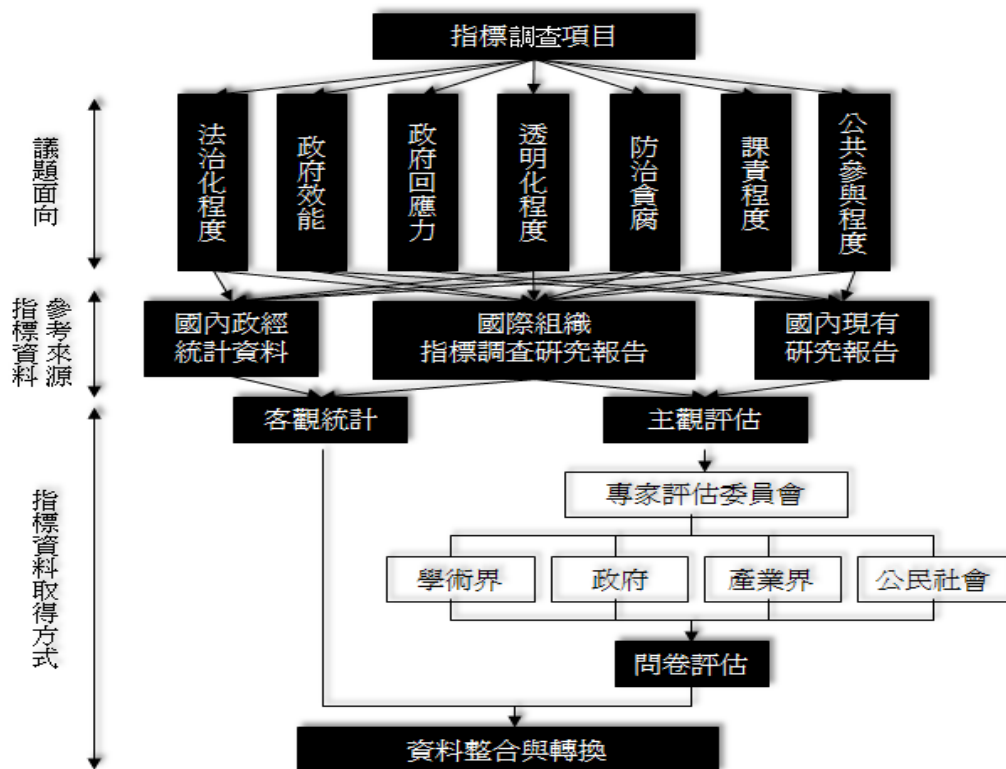 指標調查項目
議題面向
法治化程度
政府效能
政府回應力
透明化程度
防治貪腐
課責程度
公共參與程度
參考來源
指標資料
國內政經
統計資料
國際組織
指標調查研究報告
國內現有
研究報告
指標資料取得方式
客觀統計
主觀評估
專家評估委員會
學術界
政府
產業界
公民社會
問卷評估
資料整合與轉換